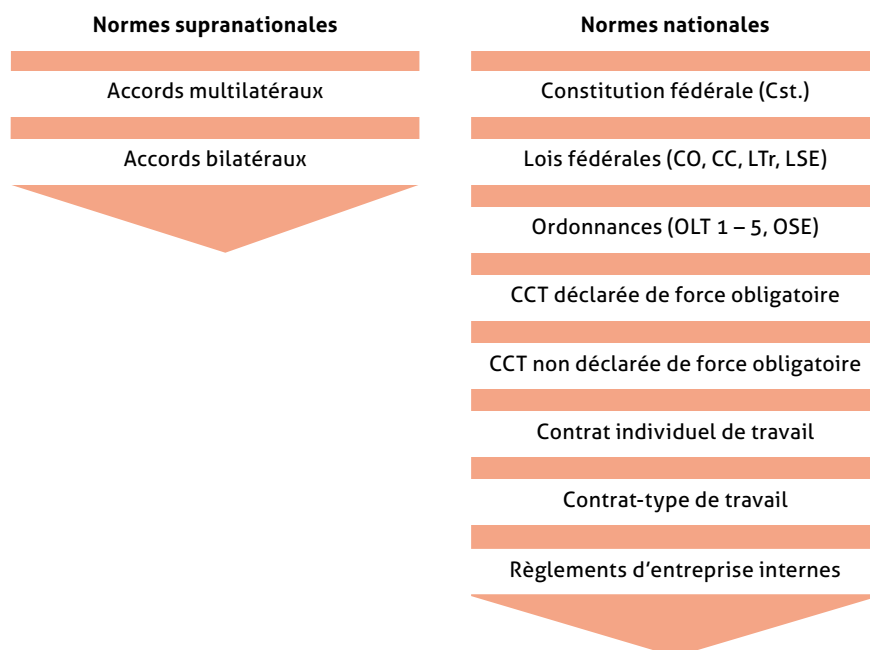 Normes supranationales
Accords multilatéraux
Accords bilatéraux
Normes nationales
Constitution fédérale (Cst.)
Lois fédérales (CO, CC, LTr, LSE)
Ordonnances (OLT 1 – 5, OSE)
CCT déclarée de force obligatoire
CCT non déclarée de force obligatoire
Contrat individuel de travail
Contrat-type de travail
Règlements d’entreprise internes